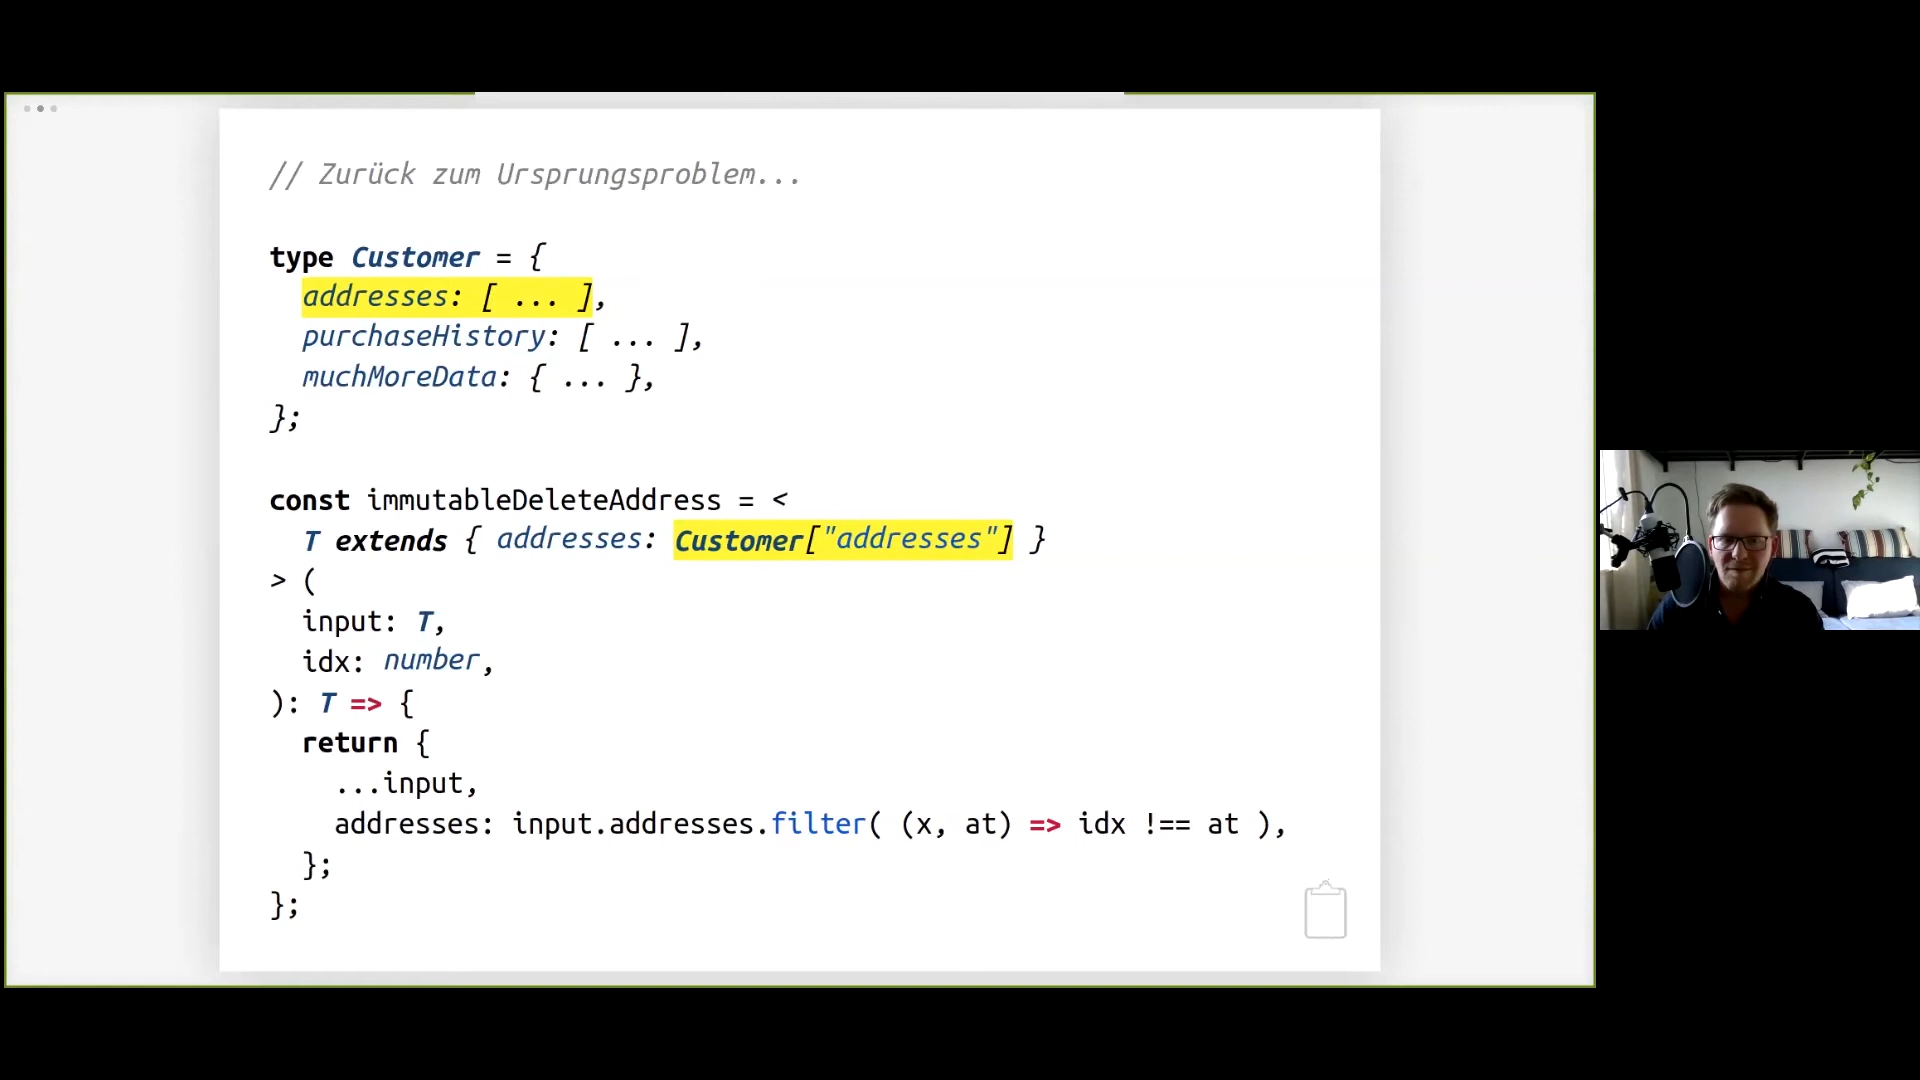 // Zurück zum Ursprungsproblem...
type Customer = {
addresses: [ ... ],
purchaseHistory: [ ... ],
muchMoreData: { ... },
};
const immutableDeleteAddress = <
T extends { addresses: Customer["addresses"] }
> (
input: T,
idx: number,
): T => {
return {
...input,
addresses: input.addresses.filter( (x, at) => idx !== at ),
};
};